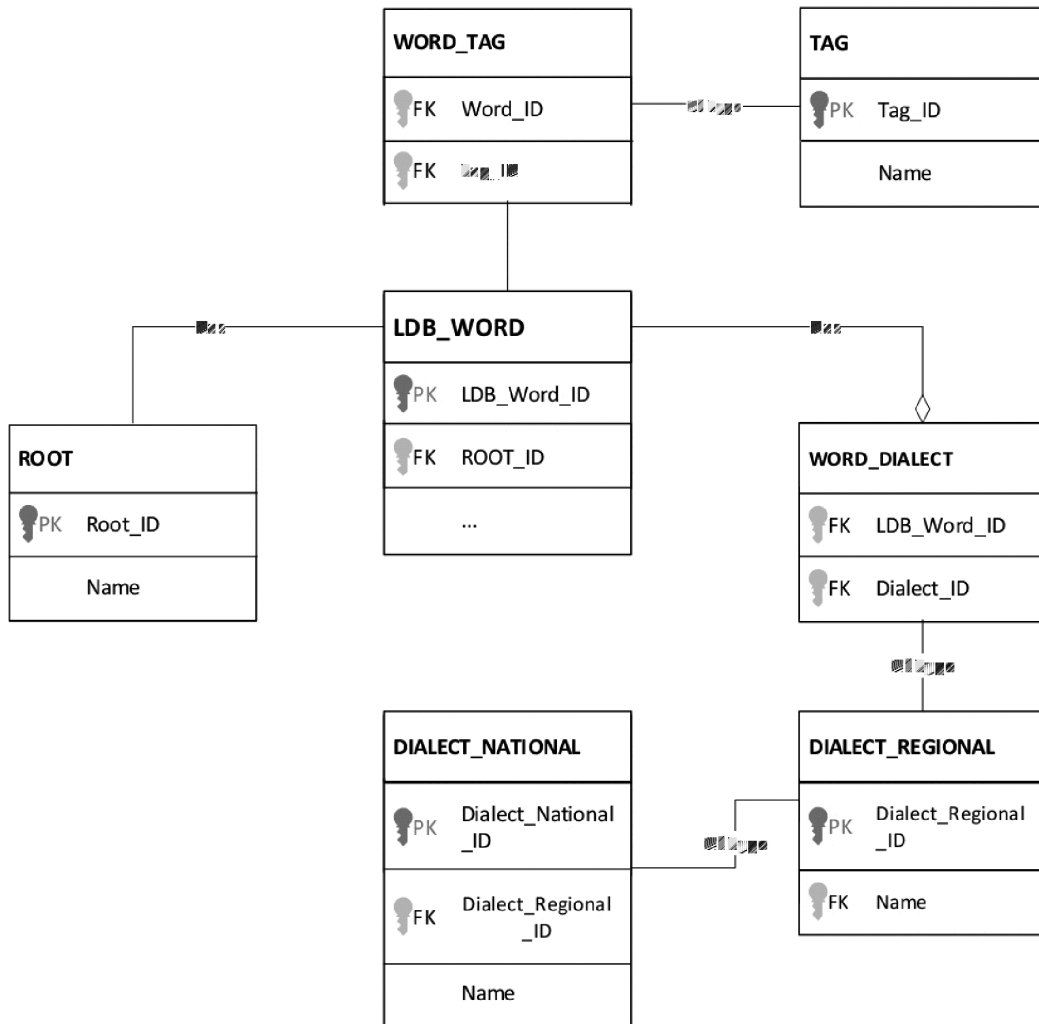 WORD_TAG
FK Word_ID
FK
TAG
PK Tag_ID
Name
LDB_WORD
PK LDB_Word_ID
FK ROOT_ID
...
ROOT
PK Root_ID
Name
WORD_DIALECT
FK LDB_Word_ID
FK Dialect_ID
DIALECT_NATIONAL
PK Dialect_National
_ID
FK Dialect_Regional
_ID
Name
DIALECT_REGIONAL
PK Dialect_Regional
_ID
FK Name